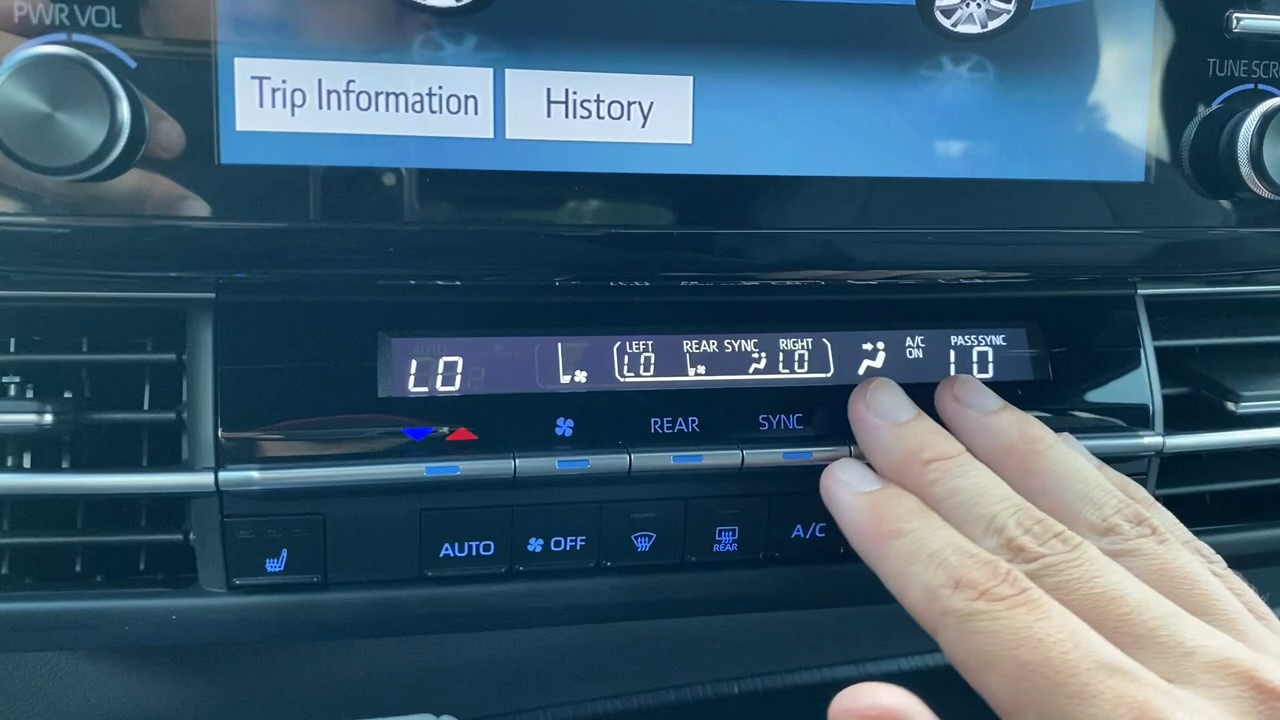 PWR VOL
TUNE SCR
Trip Information
History
LO
LEFT
LO
REAR SYNC
RIGHT
LO
A/C
ON
PASS SYNC
LO
REAR
SYNC
AUTO
OFF
REAR
A/C